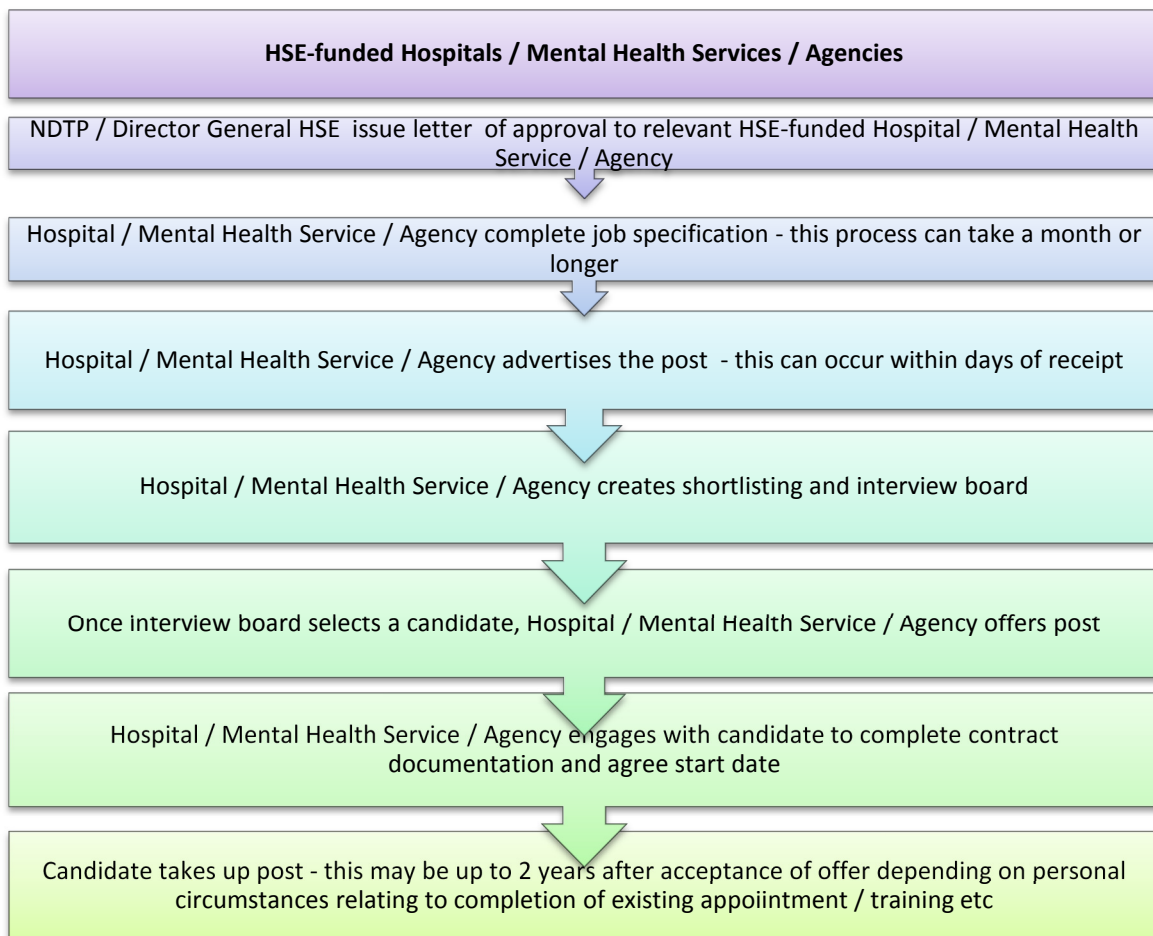 HSE-funded Hospitals / Mental Health Services / Agencies
NDTP / Director General HSE issue letter of approval to relevant HSE-funded Hospital / Mental Health
Service / Agency
Hospital / Mental Health Service / Agency complete job specification - this process can take a month or
longer
Hospital / Mental Health Service / Agency advertises the post - this can occur within days of receipt
Hospital / Mental Health Service / Agency creates shortlisting and interview board
Once interview board selects a candidate, Hospital / Mental Health Service / Agency offers post
Hospital / Mental Health Service / Agency engages with candidate to complete contract
documentation and agree start date
Candidate takes up post - this may be up to 2 years after acceptance of offer depending on personal
circumstances relating to completion of existing appoiintment / training etc